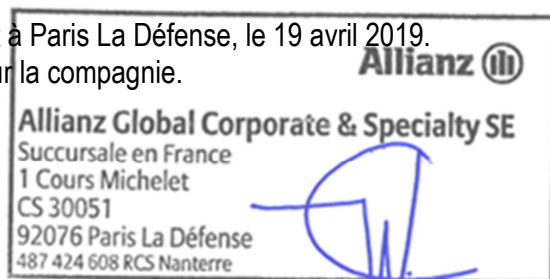 à Paris La Défense, le 19 avril 2019.
la compagnie.
Allianz
Allianz Global Corporate & Specialty SE
Succursale en France
1 Cours Michelet
CS 30051
92076 Paris La Défense
487 424 608 RCS Nanterre